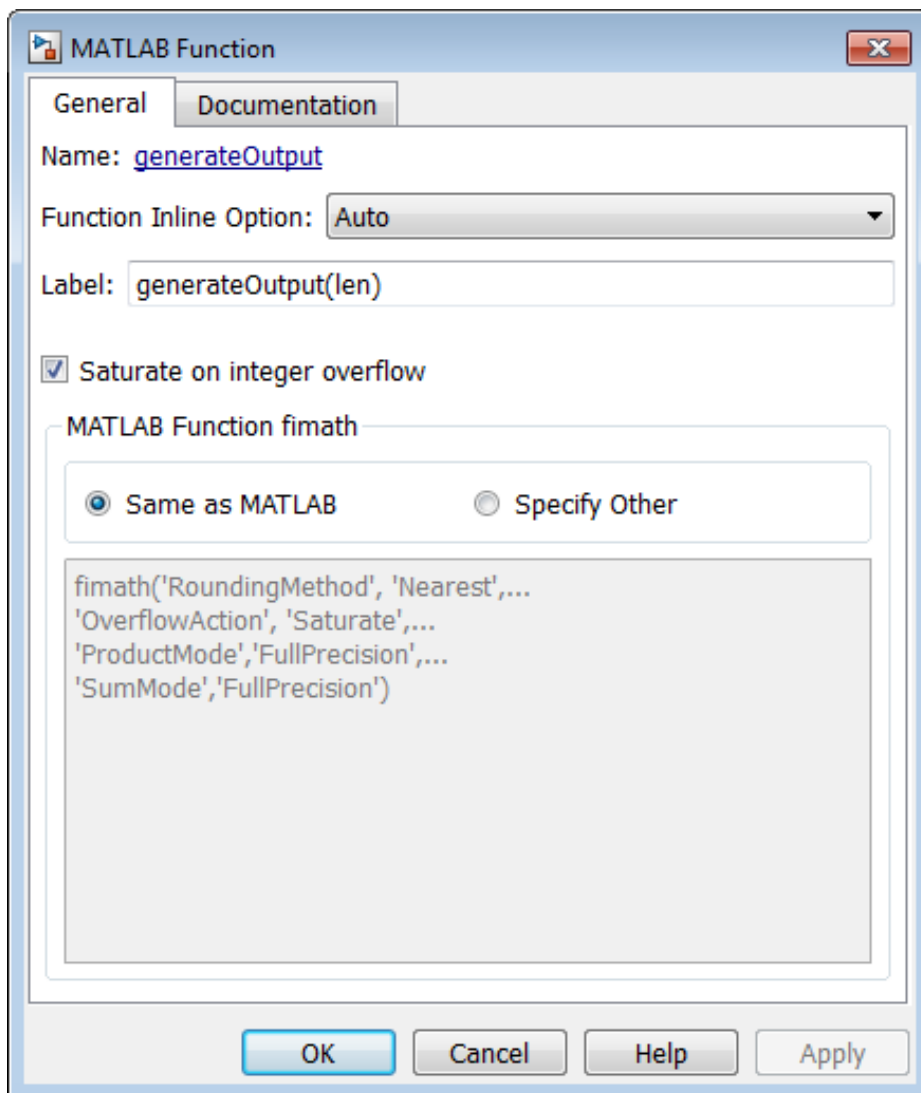 MATLAB Function
General Documentation
Name: generateOutput
Function Inline Option: Auto
Label: generateOutput(len)
Saturate on integer overflow
MATLAB Function fimath
Same as MATLAB Specify Other
fimath('RoundingMethod', 'Nearest',...
'OverflowAction', 'Saturate',...
'ProductMode','FullPrecision',...
'SumMode','FullPrecision')
OK Cancel Help Apply